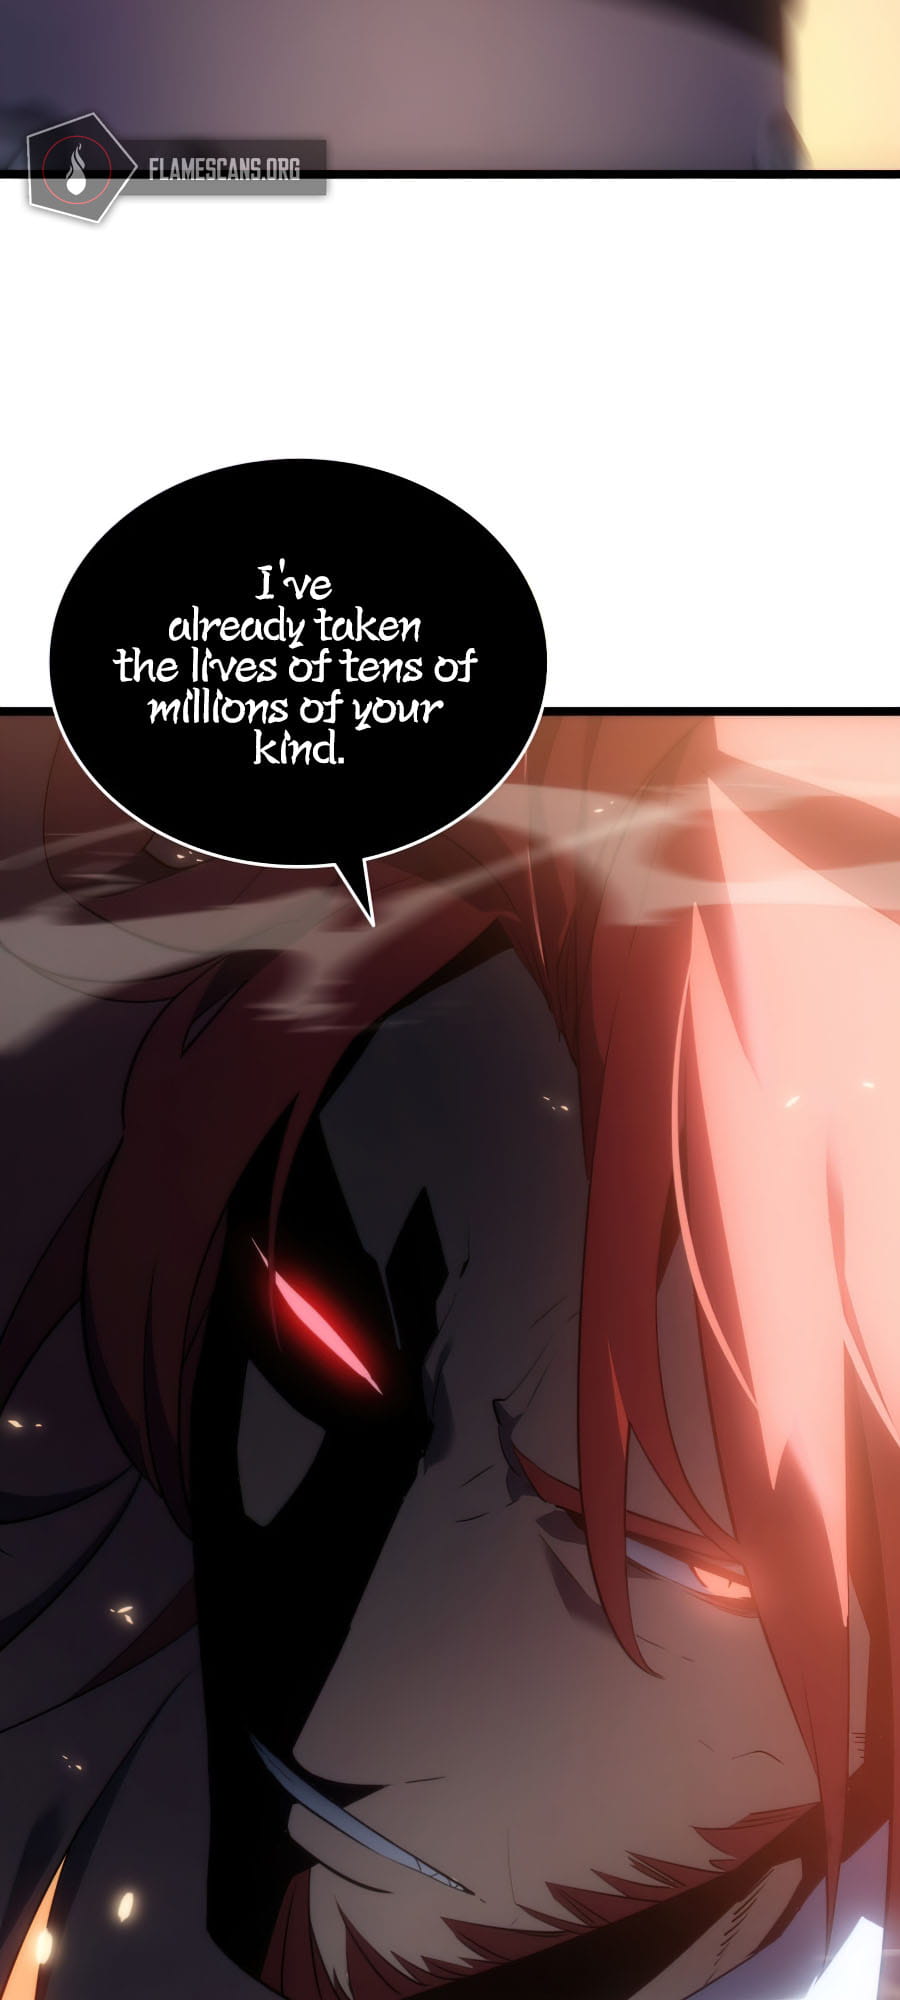 FLAMESCANS.ORG
I've
already taken
the lives of tens of
millions of your
kind.